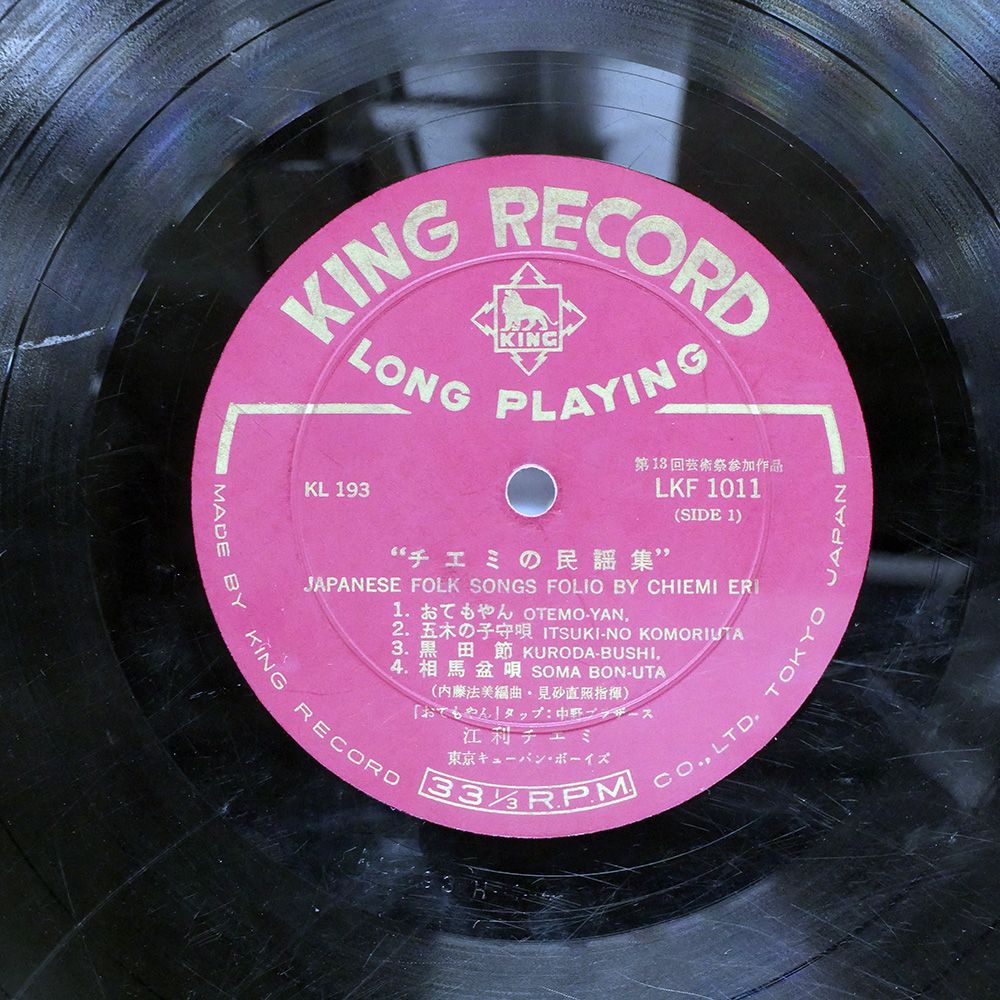 KING RECORD
KING
LONG PLAYING
第13回芸術祭参加作品
KL 193
LKF 1011
(SIDE 1)
“チエミの民謡集”
JAPANESE FOLK SONGS FOLIO BY CHIEMI ERI
1. おてもやん OTEMO-YAN,
2. 五木の子守唄 ITSUKI-NO KOMORIUTA
3. 黒田節 KURODA-BUSHI,
4. 相馬盆唄 SOMA BON-UTA
(内藤法美編曲・見砂直照指揮)
「おてもやん」タップ:中野ブラザース
江利チエミ
東京キューバン・ボーイズ
33 1/3 R.P.M.
MADE BY KING RECORD CO.,LTD. TOKYO JAPAN